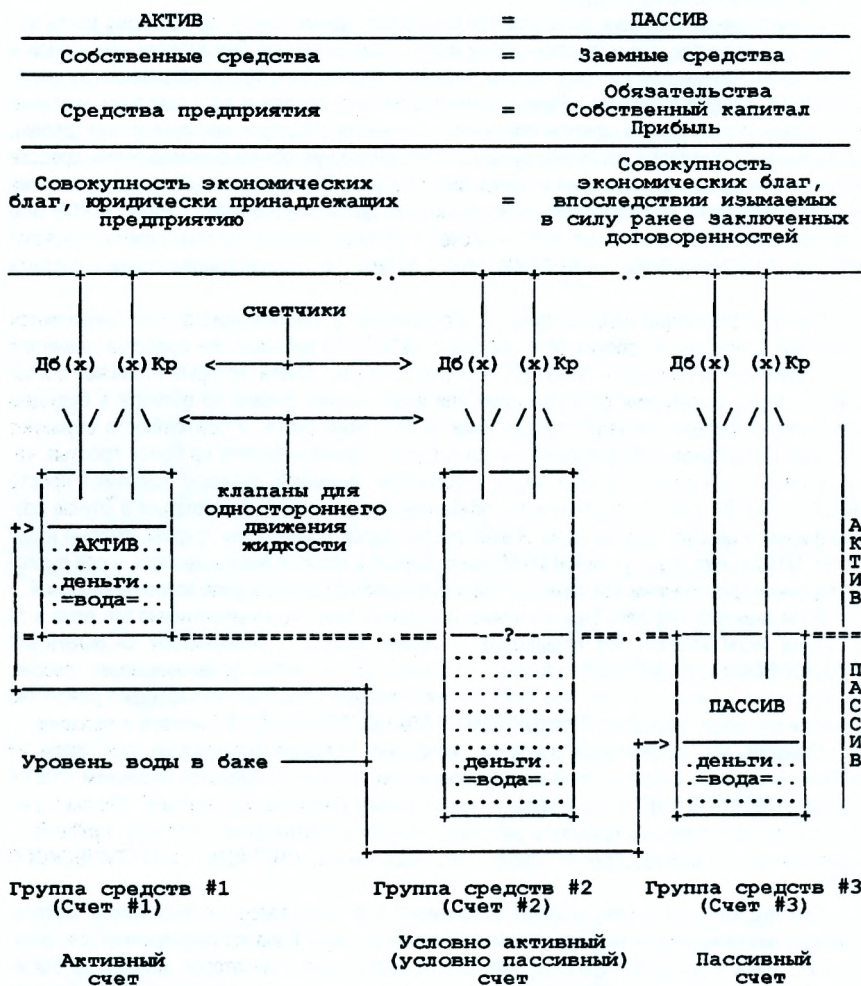 АКТИВ = ПАССИВ
Собственные средства = Заемные средства
Обязательства
Средства предприятия = Собственный капитал
Прибыль
Совокупность
Совокупность экономических экономических благ,
благ, юридически принадлежащих = впоследствии изымаемых
предприятию в силу ранее заключенных
договоренностей
счетчики
Дб(x) (x)Кр Дб(x) (x)Кр Дб(x) (x)Кр
клапаны для
одностороннего
движения
жидкости
АКТИВ
деньги
=вода=
?
АКТИВ
ПАССИВ
ПАССИВ
Уровень воды в баке
деньги деньги
=вода= =вода=
Группа средств #1 Группа средств #2 Группа средств #3
(Счет #1) (Счет #2) (Счет #3)
Условно активный
Активный (условно пассивный) Пассивный
счет счет счет